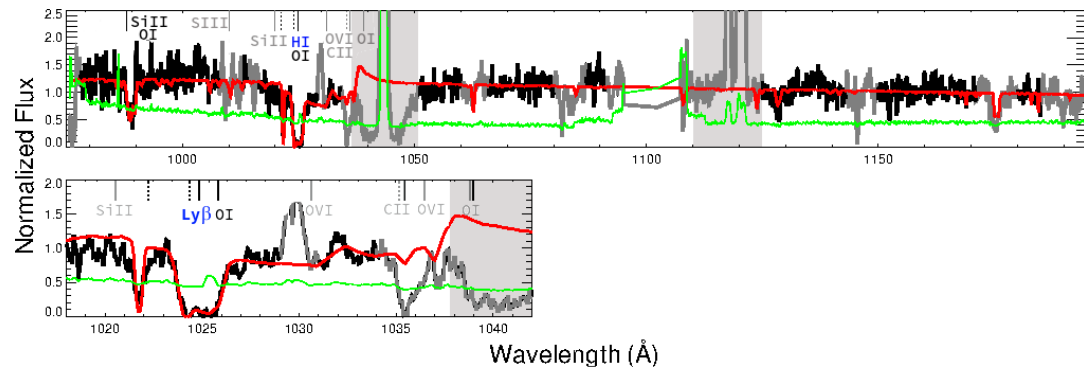 Normalized Flux
2.5
2.0
1.5
1.0
0.5
0.0
SiII
OI
SIII
SiII
HI
OI
OVI
CII
OI
1000
1050
1100
1150
2.0
1.5
1.0
0.5
0.0
SiII
Lyβ
OI
OVI
CII
OVI
OI
1020
1025
1030
1035
1040
Wavelength (Å)